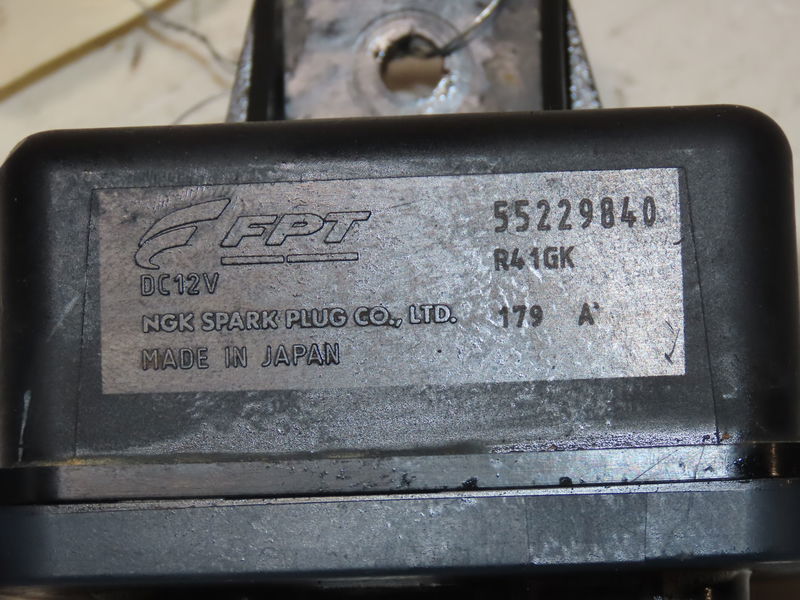 FPT 55229840
R41GK
DC12V
NGK SPARK PLUG CO., LTD. 179 A
MADE IN JAPAN